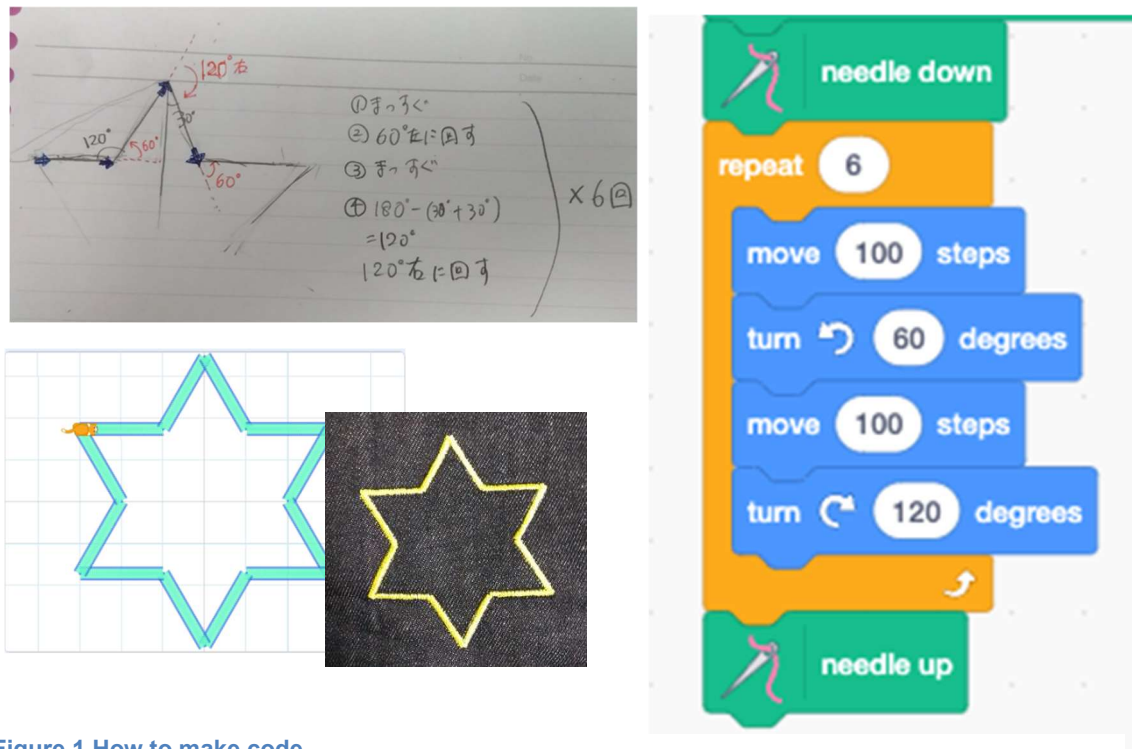 120°右
30°
120°
60°
60°
①まっすぐ
②60°左に回す
③まっすぐ
④180°-(30°+30°)
=120°
120°右に回す
×6回
needle down
repeat 6
move 100 steps
turn 60 degrees
move 100 steps
turn 120 degrees
needle up
Figure 1 How to make code